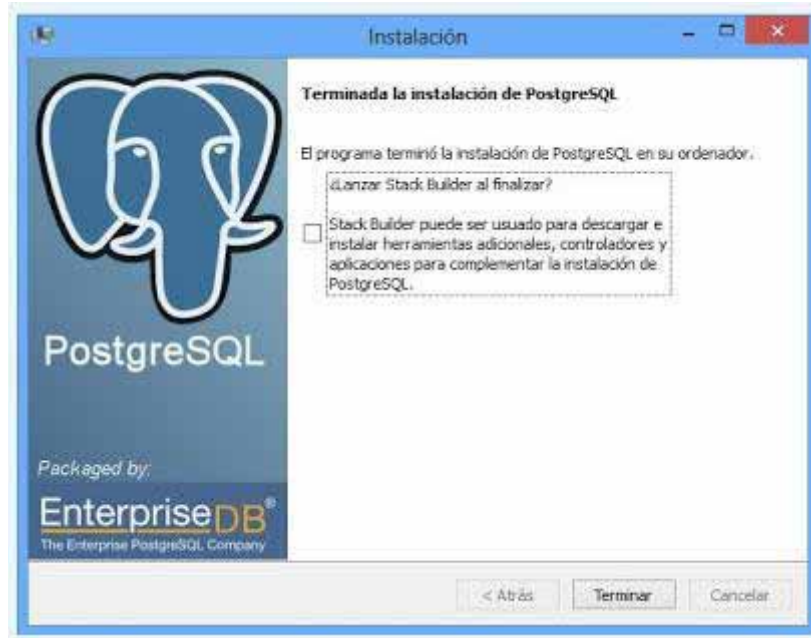 Instalación
Terminada la instalación de PostgreSQL
El programa terminó la instalación de PostgreSQL en su ordenador.
¿Lanzar Stack Builder al finalizar?
Stack Builder puede ser usado para descargar e
instalar herramientas adicionales, controladores y
aplicaciones para complementar la instalación de
PostgreSQL.
PostgreSQL
Packaged by:
EnterpriseDB®
The Enterprise PostgreSQL Company
< Atrás
Terminar
Cancelar